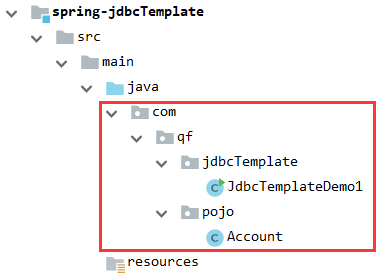 spring-jdbcTemplate
src
main
java
com
qf
jdbcTemplate
JdbcTemplateDemo1
pojo
Account
resources